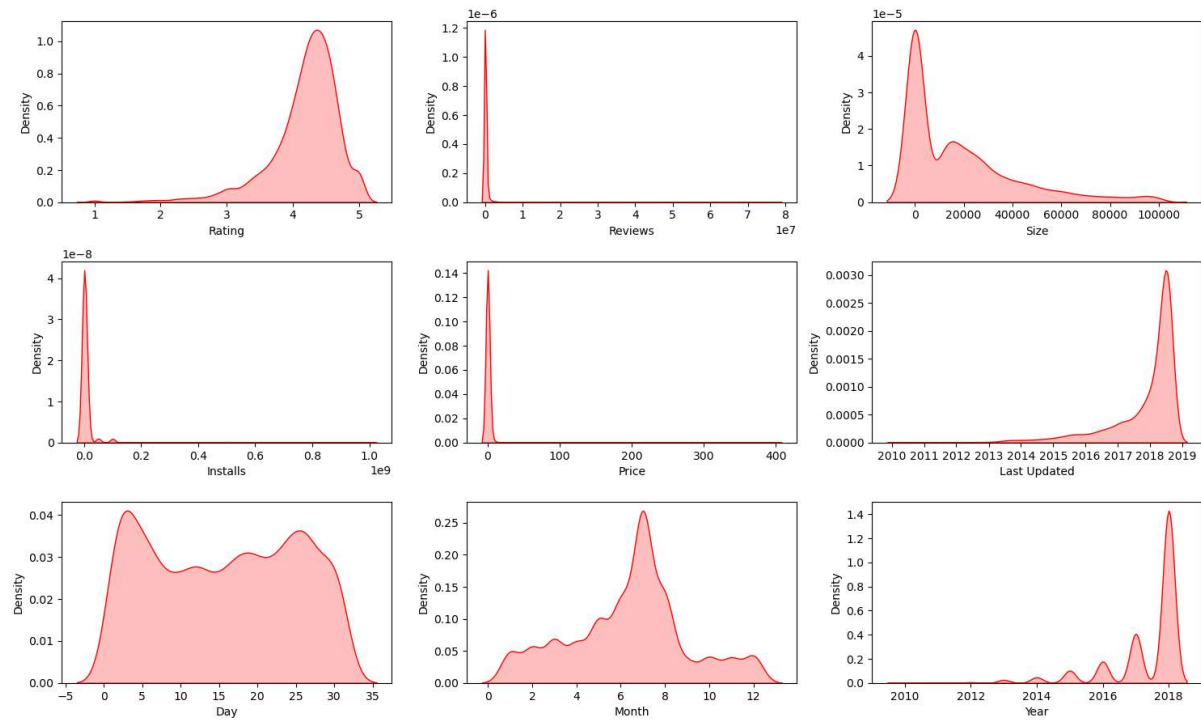 1e−6
1e−5
1.0
0.8
0.6
0.4
0.2
0.0
Density
1 2 3 4 5
Rating
1.2
1.0
0.8
0.6
0.4
0.2
0.0
Density
0 1 2 3 4 5 6 7 8
1e7
Reviews
5
4
3
2
1
0
Density
0 20000 40000 60000 80000 100000
Size
1e−8
4
3
2
1
0
Density
0.0 0.2 0.4 0.6 0.8 1.0
1e9
Installs
0.14
0.12
0.10
0.08
0.06
0.04
0.02
0.00
Density
0 100 200 300 400
Price
0.0030
0.0025
0.0020
0.0015
0.0010
0.0005
0.0000
Density
2010 2011 2012 2013 2014 2015 2016 2017 2018 2019
Last Updated
0.04
0.03
0.02
0.01
0.00
Density
−5 0 5 10 15 20 25 30 35
Day
0.25
0.20
0.15
0.10
0.05
0.00
Density
0 2 4 6 8 10 12
Month
1.4
1.2
1.0
0.8
0.6
0.4
0.2
0.0
Density
2010 2012 2014 2016 2018
Year